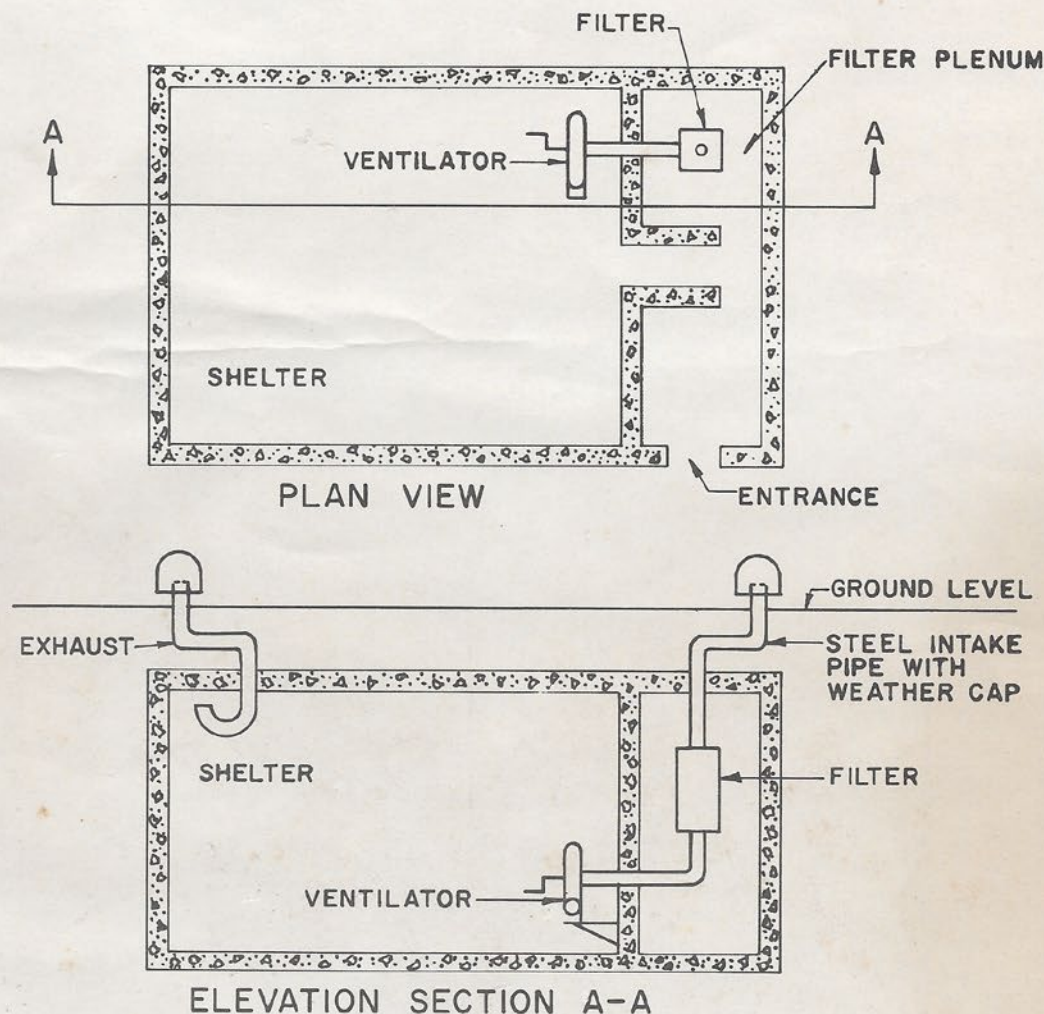 FILTER
FILTER PLENUM
A
A
VENTILATOR
SHELTER
PLAN VIEW
ENTRANCE
GROUND LEVEL
EXHAUST
STEEL INTAKE
PIPE WITH
WEATHER CAP
SHELTER
FILTER
VENTILATOR
ELEVATION SECTION A-A